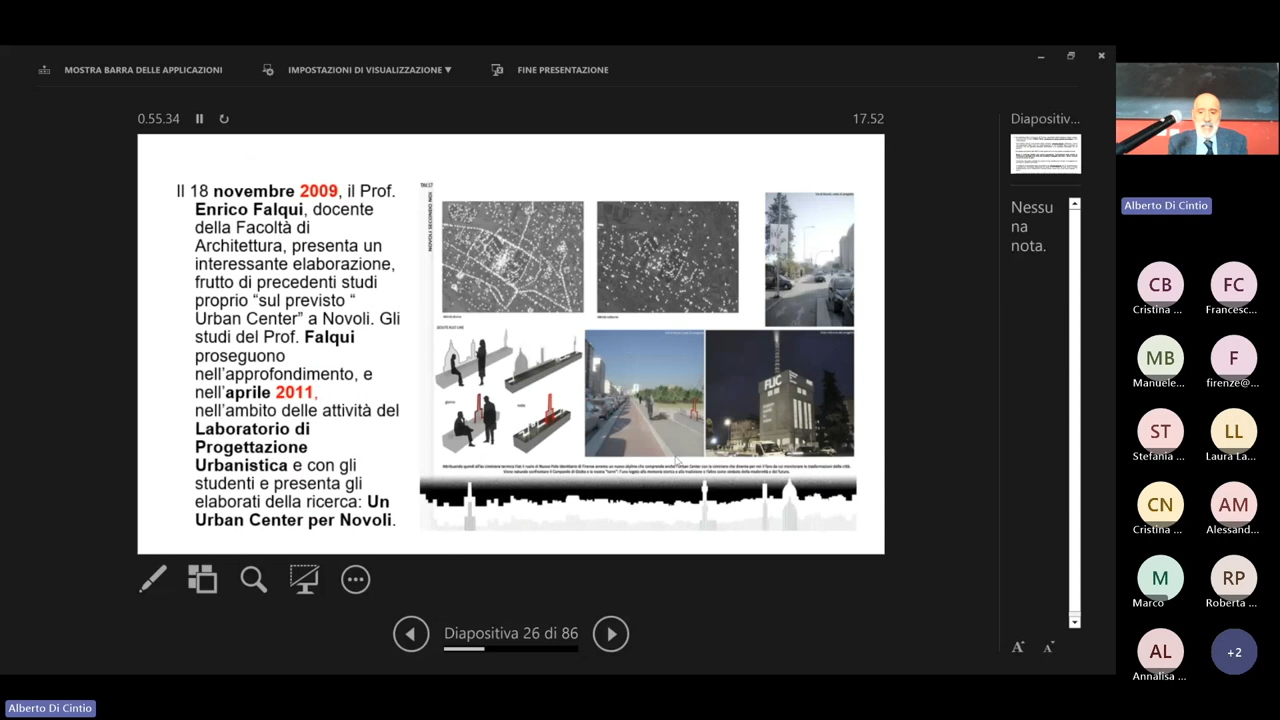 MOSTRA BARRA DELLE APPLICAZIONI
IMPOSTAZIONI DI VISUALIZZAZIONE ▼
FINE PRESENTAZIONE
0.55.34
17.52
Il 18 novembre 2009, il Prof.
Enrico Falqui, docente
della Facoltà di
Architettura, presenta un
interessante elaborazione,
frutto di precedenti studi
proprio “sul previsto “
Urban Center” a Novoli. Gli
studi del Prof. Falqui
proseguono
nell’approfondimento, e
nell’aprile 2011,
nell’ambito delle attività del
Laboratorio di
Progettazione
Urbanistica e con gli
studenti e presenta gli
elaborati della ricerca: Un
Urban Center per Novoli.
NOVOLI SECONDO NOI
FUC
Diapositiva 26 di 86
Diapositiv...
Nessu
na
nota.
Alberto Di Cintio
CB
FC
Cristina ...
Francesc...
MB
F
Manuele...
firenze@...
ST
LL
Stefania ...
Laura La...
CN
AM
Cristina ...
Alessand...
M
RP
Marco
Roberta ...
AL
+2
Annalisa ...
Alberto Di Cintio